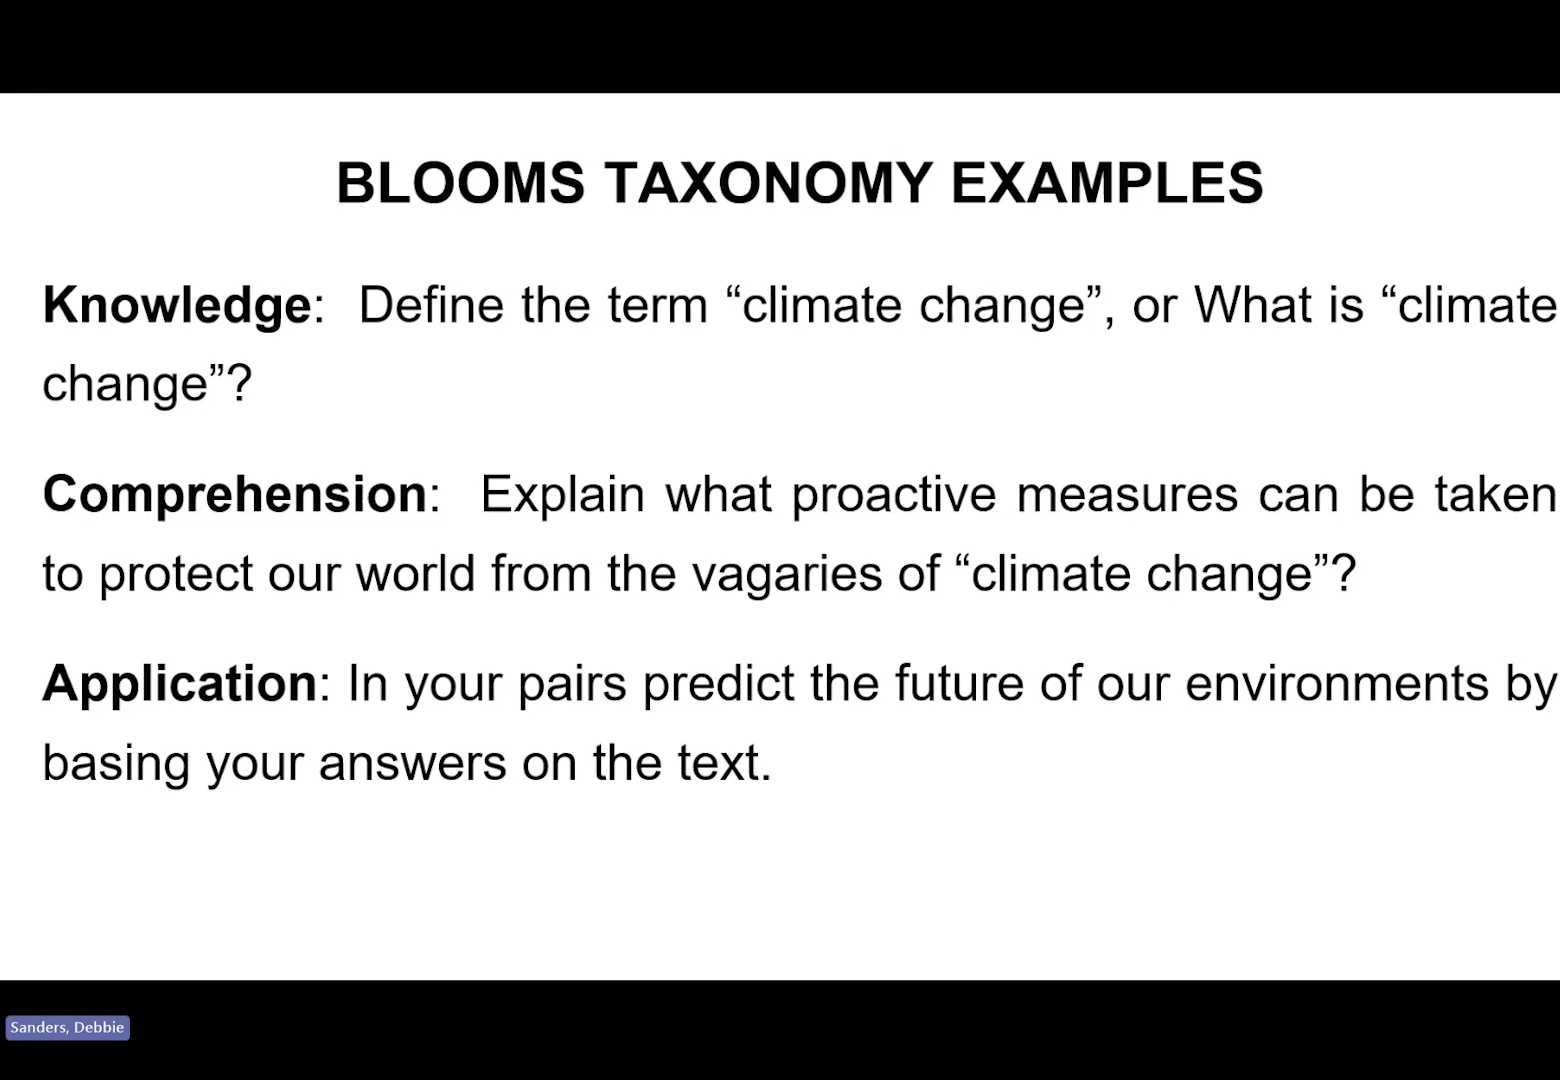 BLOOMS TAXONOMY EXAMPLES
Knowledge: Define the term “climate change”, or What is “climate
change”?
Comprehension: Explain what proactive measures can be taken
to protect our world from the vagaries of “climate change”?
Application: In your pairs predict the future of our environments by
basing your answers on the text.
Sanders, Debbie